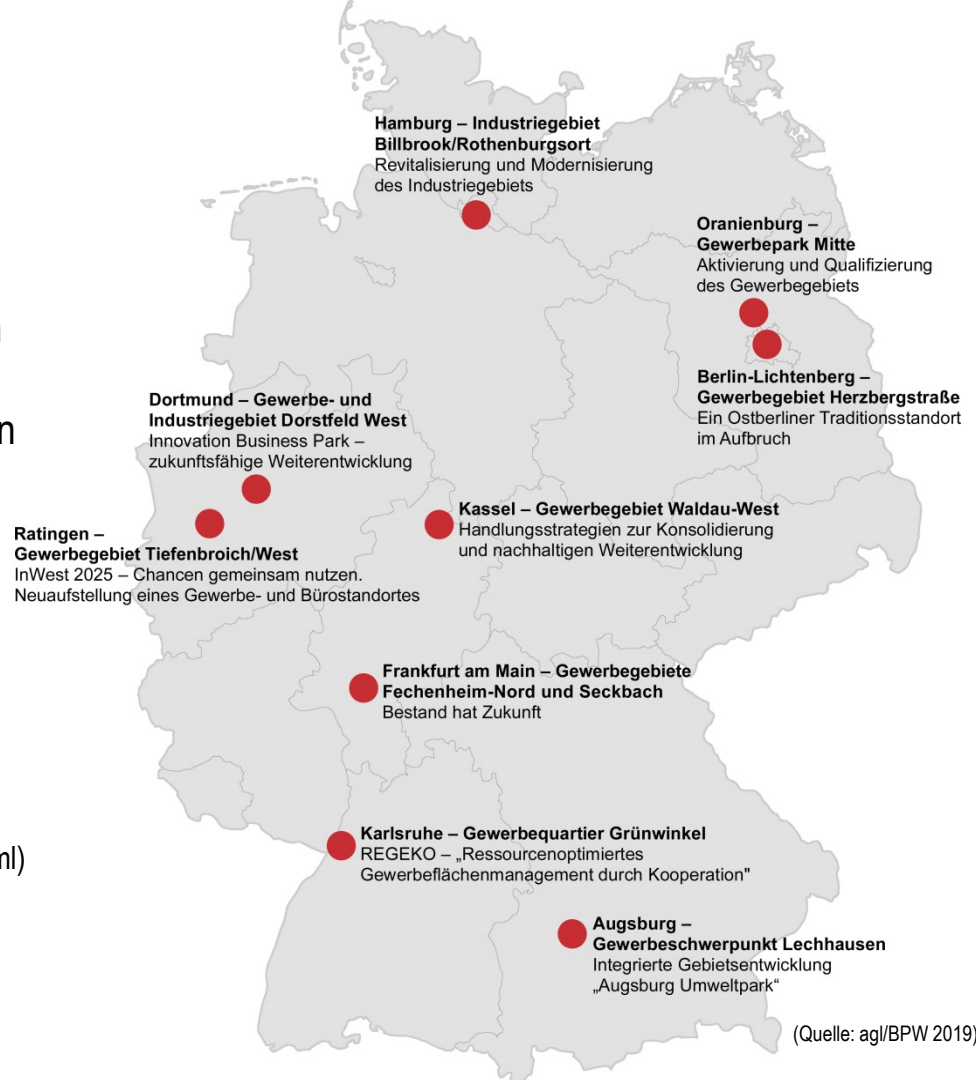 Hamburg – Industriegebiet
Billbrook/Rothenburgsort
Revitalisierung und Modernisierung
des Industriegebiets
Oranienburg –
Gewerbepark Mitte
Aktivierung und Qualifizierung
des Gewerbegebiets
Berlin-Lichtenberg –
Gewerbegebiet Herzbergstraße
Ein Ostberliner Traditionsstandort
im Aufbruch
Dortmund – Gewerbe- und
Industriegebiet Dorstfeld West
Innovation Business Park –
zukunftsfähige Weiterentwicklung
n
Kassel – Gewerbegebiet Waldau-West
Handlungsstrategien zur Konsolidierung
und nachhaltigen Weiterentwicklung
Ratingen –
Gewerbegebiet Tiefenbroich/West
InWest 2025 – Chancen gemeinsam nutzen.
Neuaufstellung eines Gewerbe- und Bürostandortes
Frankfurt am Main – Gewerbegebiete
Fechenheim-Nord und Seckbach
Bestand hat Zukunft
Karlsruhe – Gewerbequartier Grünwinkel
REGEKO – „Ressourcenoptimiertes
Gewerbeflächenmanagement durch Kooperation"
ml)
Augsburg –
Gewerbeschwerpunkt Lechhausen
Integrierte Gebietsentwicklung
„Augsburg Umweltpark“
(Quelle: agl/BPW 2019)